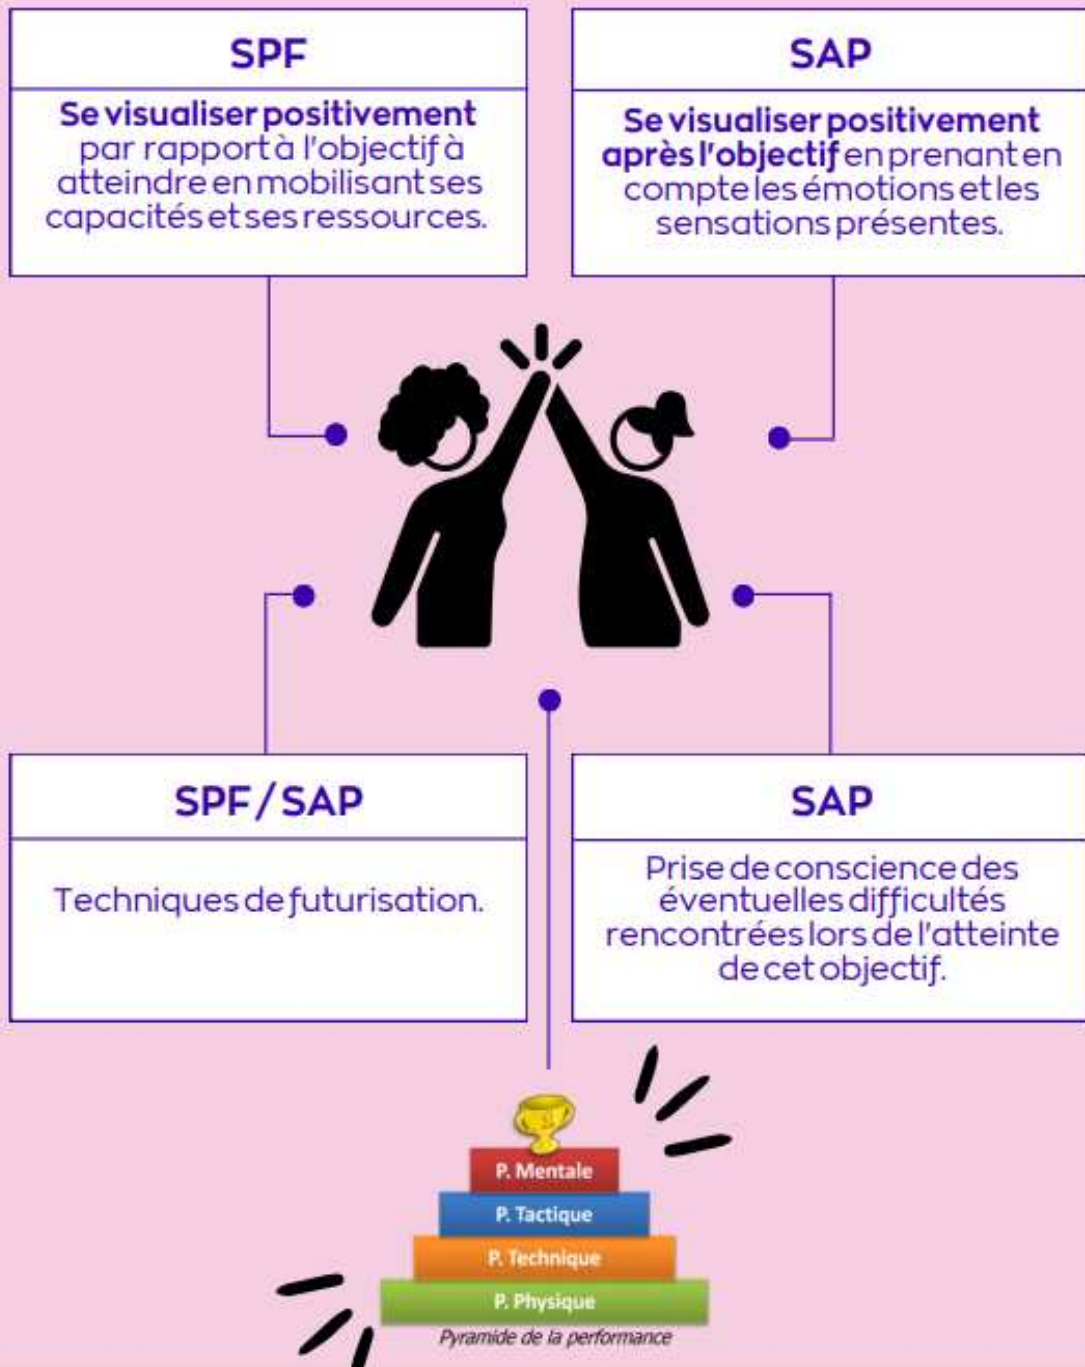 SPF
Se visualiser positivement
par rapport à l'objectif à
atteindre en mobilisant ses
capacités et ses ressources.
SAP
Se visualiser positivement
après l'objectif en prenant en
compte les émotions et les
sensations présentes.
SPF / SAP
Techniques de futurisation.
SAP
Prise de conscience des
éventuelles difficultés
rencontrées lors de l'atteinte
de cet objectif.
P. Mentale
P. Tactique
P. Technique
P. Physique
Pyramide de la performance